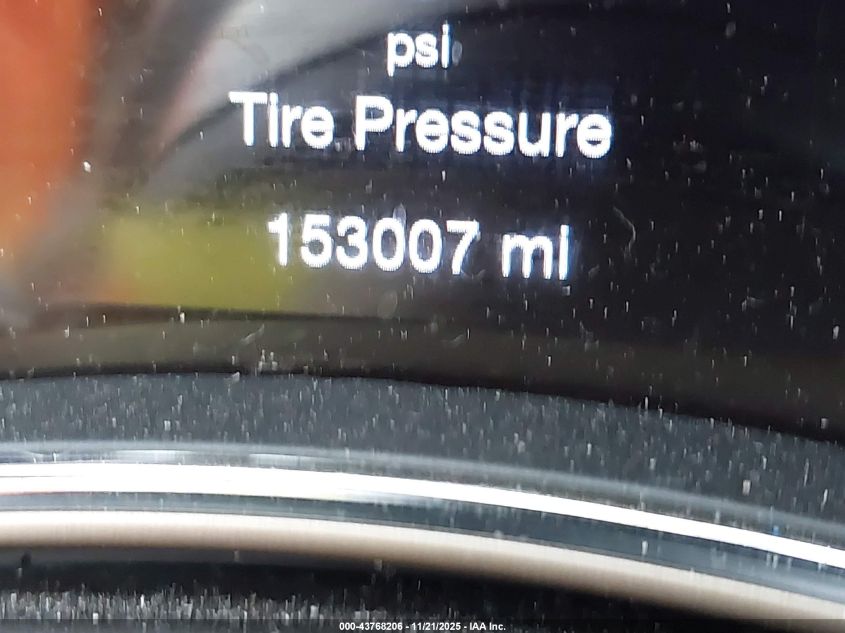 psi
Tire Pressure
153007 mi
000-43768206 - 11/21/2025 - IAA Inc.